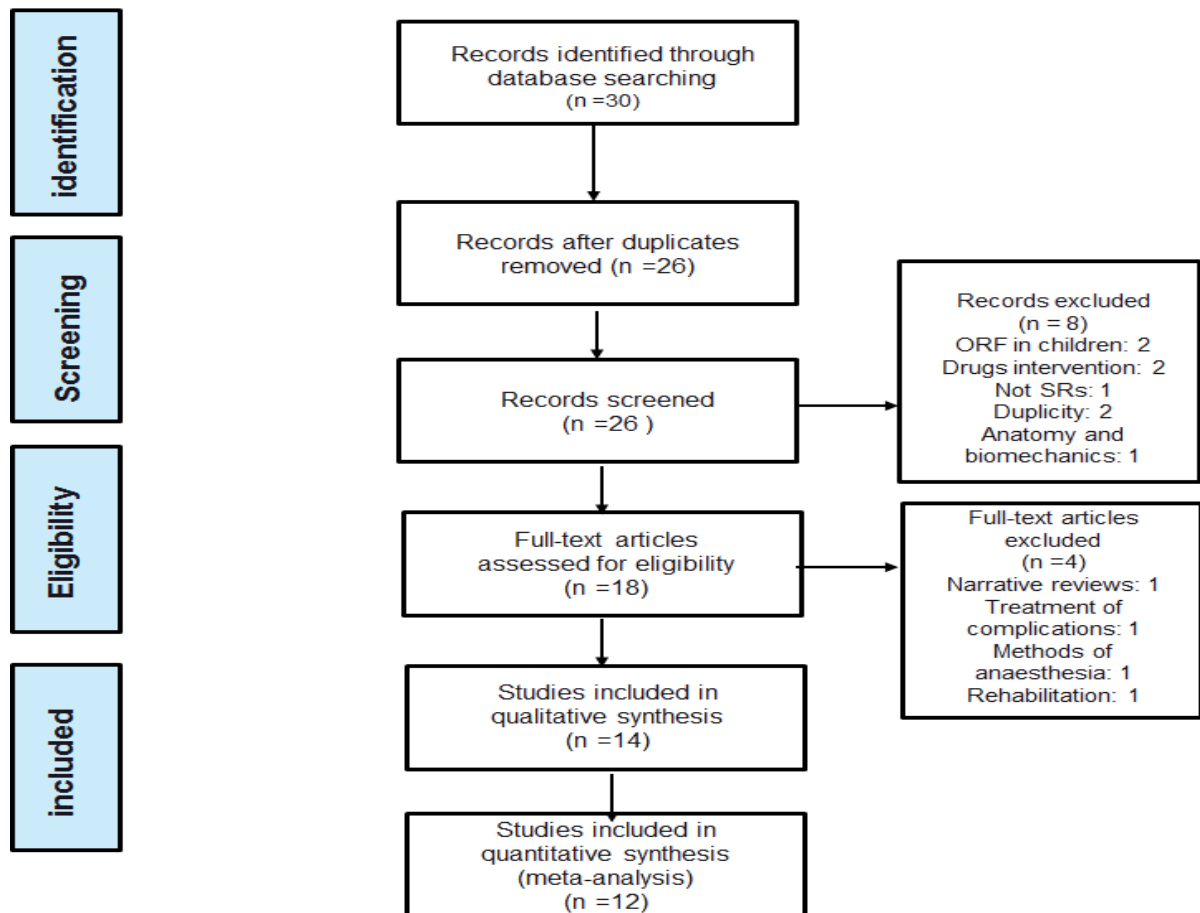 identification
Records identified through
database searching
(n =30)
Records after duplicates
removed (n =26)
Screening
Records screened
(n =26 )
Records excluded
(n = 8)
ORF in children: 2
Drugs intervention: 2
Not SRs: 1
Duplicity: 2
Anatomy and
biomechanics: 1
Eligibility
Full-text articles
assessed for eligibility
(n =18)
Full-text articles
excluded
(n =4)
Narrative reviews: 1
Treatment of
complications: 1
Methods of
anaesthesia: 1
Rehabilitation: 1
included
Studies included in
qualitative synthesis
(n =14)
Studies included in
quantitative synthesis
(meta-analysis)
(n =12)